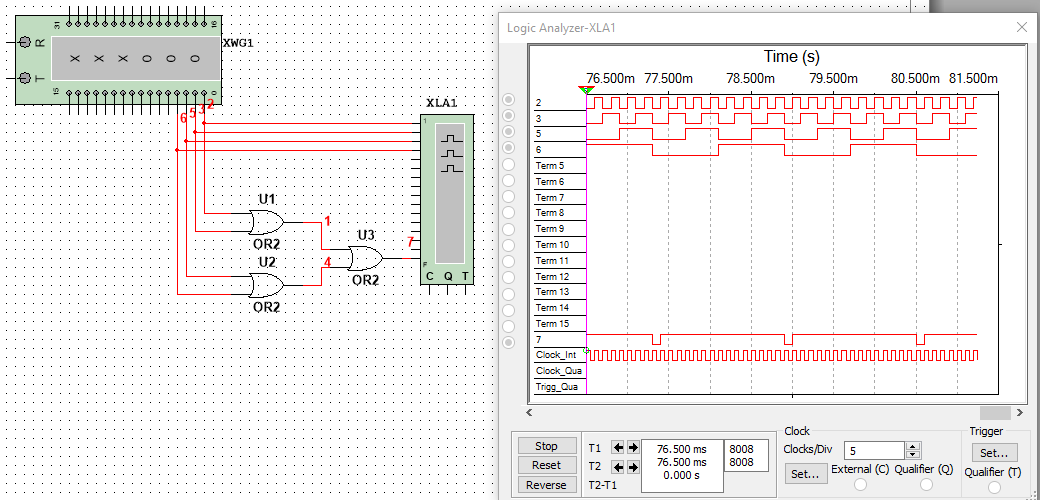 31
16
XWG1
R
T
X X X O O O
15
0
2
3
5
6
XLA1
1
F
C Q T
U1
OR2
1
U2
OR2
4
U3
OR2
7
Logic Analyzer-XLA1
Time (s)
76.500m 77.500m 78.500m 79.500m 80.500m 81.500m
2
3
5
6
Term 5
Term 6
Term 7
Term 8
Term 9
Term 10
Term 11
Term 12
Term 13
Term 14
Term 15
7
Clock_Int
Clock_Qua
Trigg_Qua
Stop
Reset
Reverse
T1 76.500 ms 8008
T2 76.500 ms 8008
T2-T1 0.000 s
Clock
Clocks/Div 5
Set...
External (C)
Qualifier (Q)
Trigger
Set...
Qualifier (T)